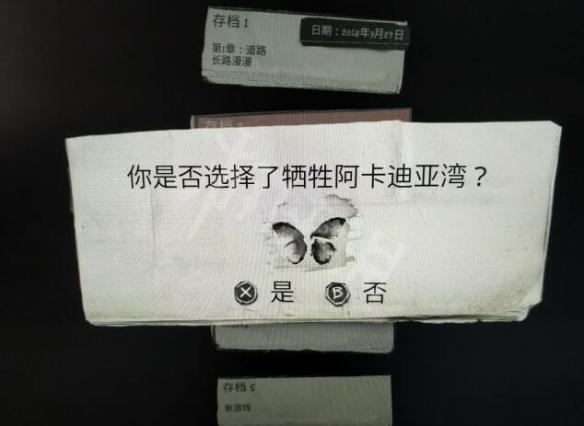 存档 1
日期：2018年9月27日
第1章：道路
长路漫漫
你是否选择了牺牲阿卡迪亚湾？
X 是 B 否
存档 5
新游戏